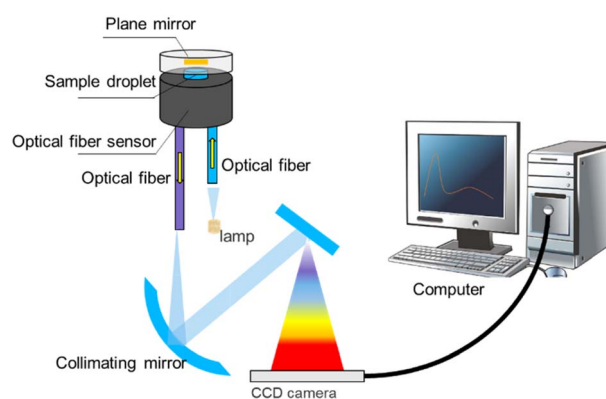 Plane mirror
Sample droplet
Optical fiber sensor
Optical fiber
Optical fiber
lamp
Computer
Collimating mirror
CCD camera